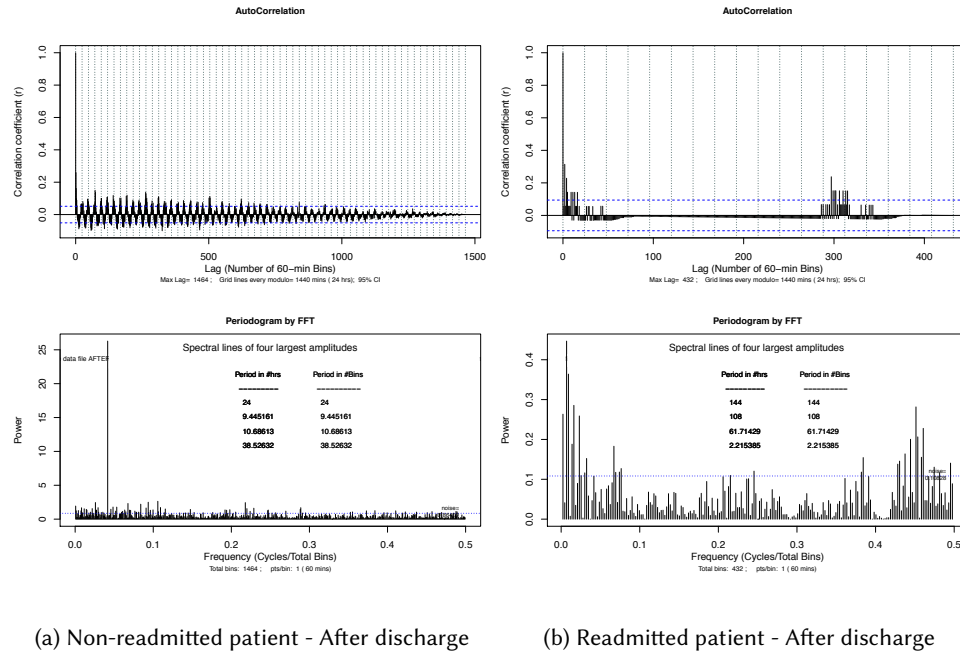 AutoCorrelation
Correlation coefficient (r)
1.0
0.8
0.6
0.4
0.2
0.0
0
500
1000
1500
Lag (Number of 60−min Bins)
Max Lag= 1464 ; Grid lines every modulo= 1440 mins ( 24 hrs); 95% CI
AutoCorrelation
Correlation coefficient (r)
1.0
0.8
0.6
0.4
0.2
0.0
0
100
200
300
400
Lag (Number of 60−min Bins)
Max Lag= 432 ; Grid lines every modulo= 1440 mins ( 24 hrs); 95% CI
Periodogram by FFT
data file AFTEF
Spectral lines of four largest amplitudes
Period in #hrs Period in #Bins
−−−−−−−−− −−−−−−−−−−
24 24
9.445161 9.445161
10.68613 10.68613
38.52632 38.52632
noise=
Power
25
20
15
10
5
0
0.0
0.1
0.2
0.3
0.4
0.5
Frequency (Cycles/Total Bins)
Total bins: 1464 ; pts/bin: 1 ( 60 mins)
Periodogram by FFT
Spectral lines of four largest amplitudes
Period in #hrs Period in #Bins
−−−−−−−−− −−−−−−−−−−
144 144
108 108
61.71429 61.71429
2.215385 2.215385
noise=
Power
0.4
0.3
0.2
0.1
0.0
0.0
0.1
0.2
0.3
0.4
0.5
Frequency (Cycles/Total Bins)
Total bins: 432 ; pts/bin: 1 ( 60 mins)
(a) Non-readmitted patient - After discharge
(b) Readmitted patient - After discharge